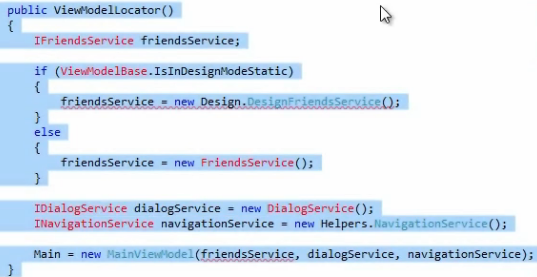 public ViewModelLocator()
{
IFriendsService friendsService;
if (ViewModelBase.IsInDesignModeStatic)
{
friendsService = new Design.DesignFriendsService();
}
else
{
friendsService = new FriendsService();
}
IDialogService dialogService = new DialogService();
INavigationService navigationService = new Helpers.NavigationService();
Main = new MainViewModel(friendsService, dialogService, navigationService);
}